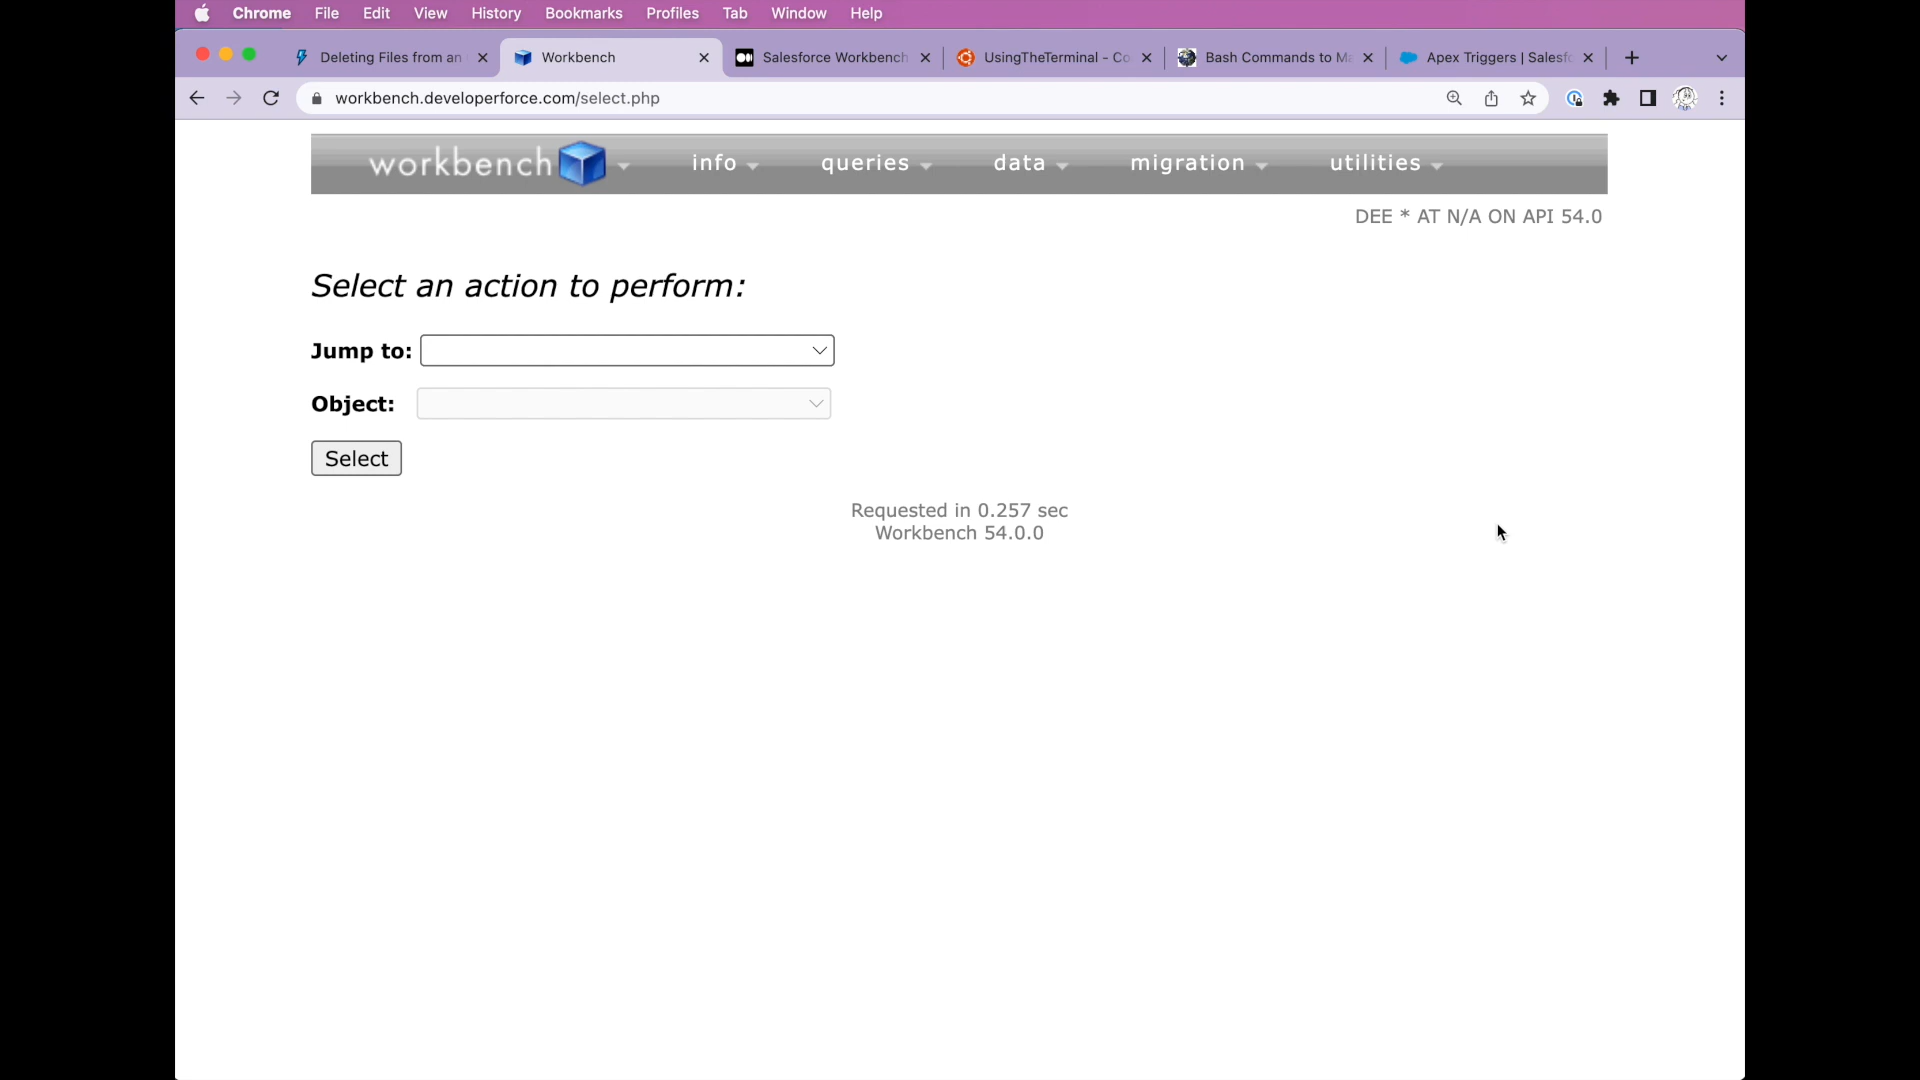 Chrome File Edit View History Bookmarks Profiles Tab Window Help
Deleting Files from an Workbench Salesforce Workbench UsingTheTerminal - Co Bash Commands to Ma Apex Triggers | Salesfo
workbench.developerforce.com/select.php
workbench info queries data migration utilities
DEE * AT N/A ON API 54.0
Select an action to perform:
Jump to:
Object:
Select
Requested in 0.257 sec
Workbench 54.0.0